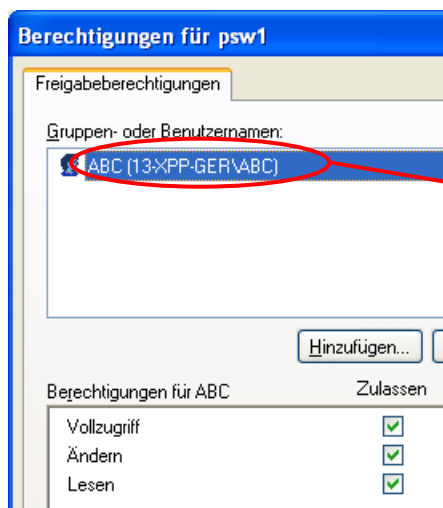 Berechtigungen für psw1
Freigabeberechtigungen
Gruppen- oder Benutzernamen:
ABC (13-XPP-GER\ABC)
Hinzufügen...
Berechtigungen für ABC Zulassen
Vollzugriff
Ändern
Lesen